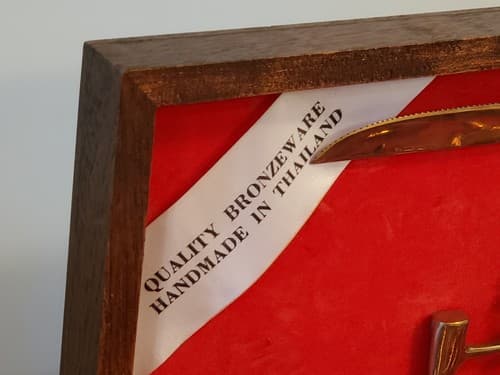 QUALITY BRONZEWARE
HANDMADE IN THAILAND